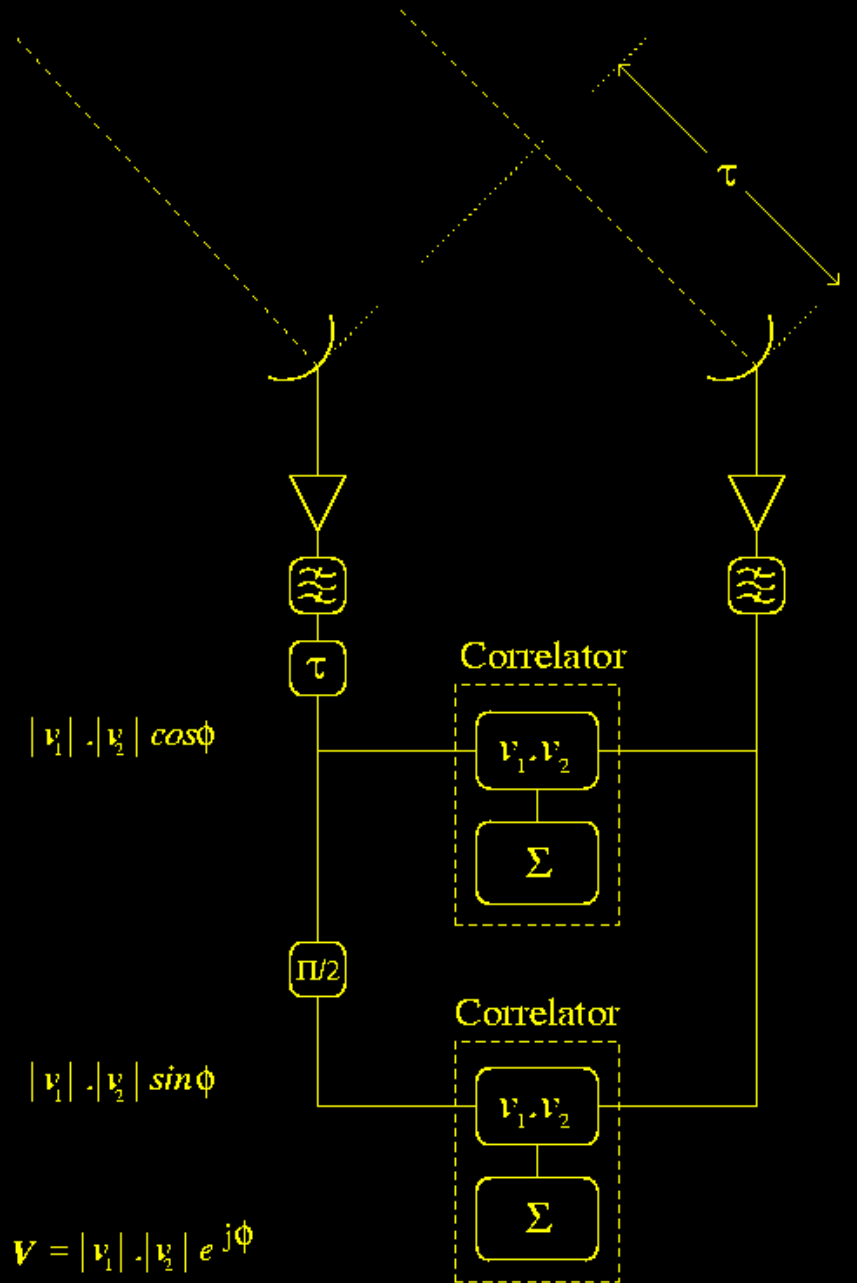 τ
τ
Correlator
|v₁| .|v₂| cosϕ
v₁.v₂
Σ
Π/2
Correlator
|v₁| .|v₂| sinϕ
v₁.v₂
Σ
V = |v₁| .|v₂| e^jϕ